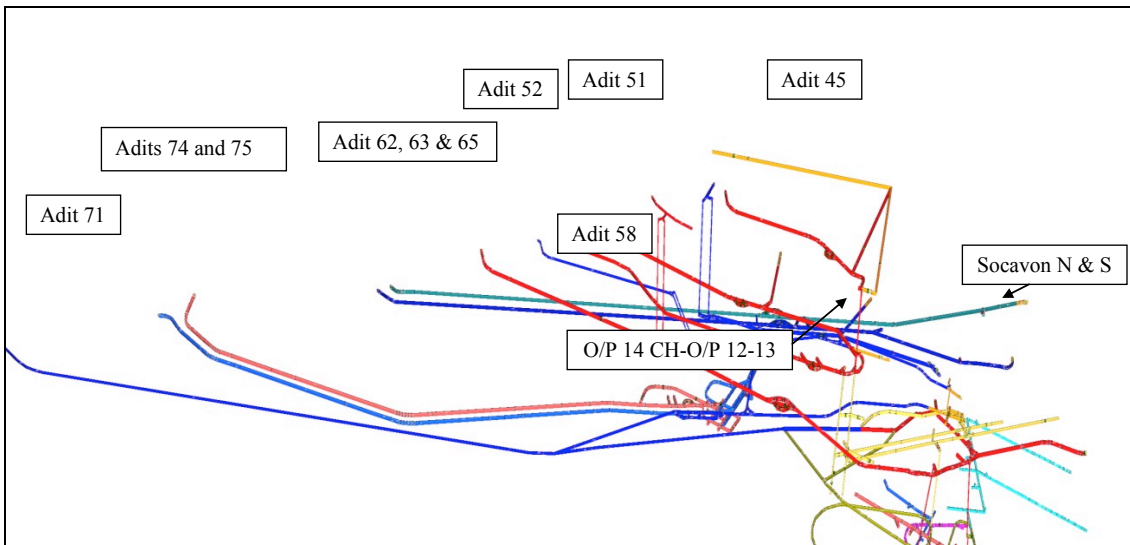 Adit 52
Adit 51
Adit 45
Adits 74 and 75
Adit 62, 63 & 65
Adit 71
Adit 58
Socavon N & S
O/P 14 CH-O/P 12-13